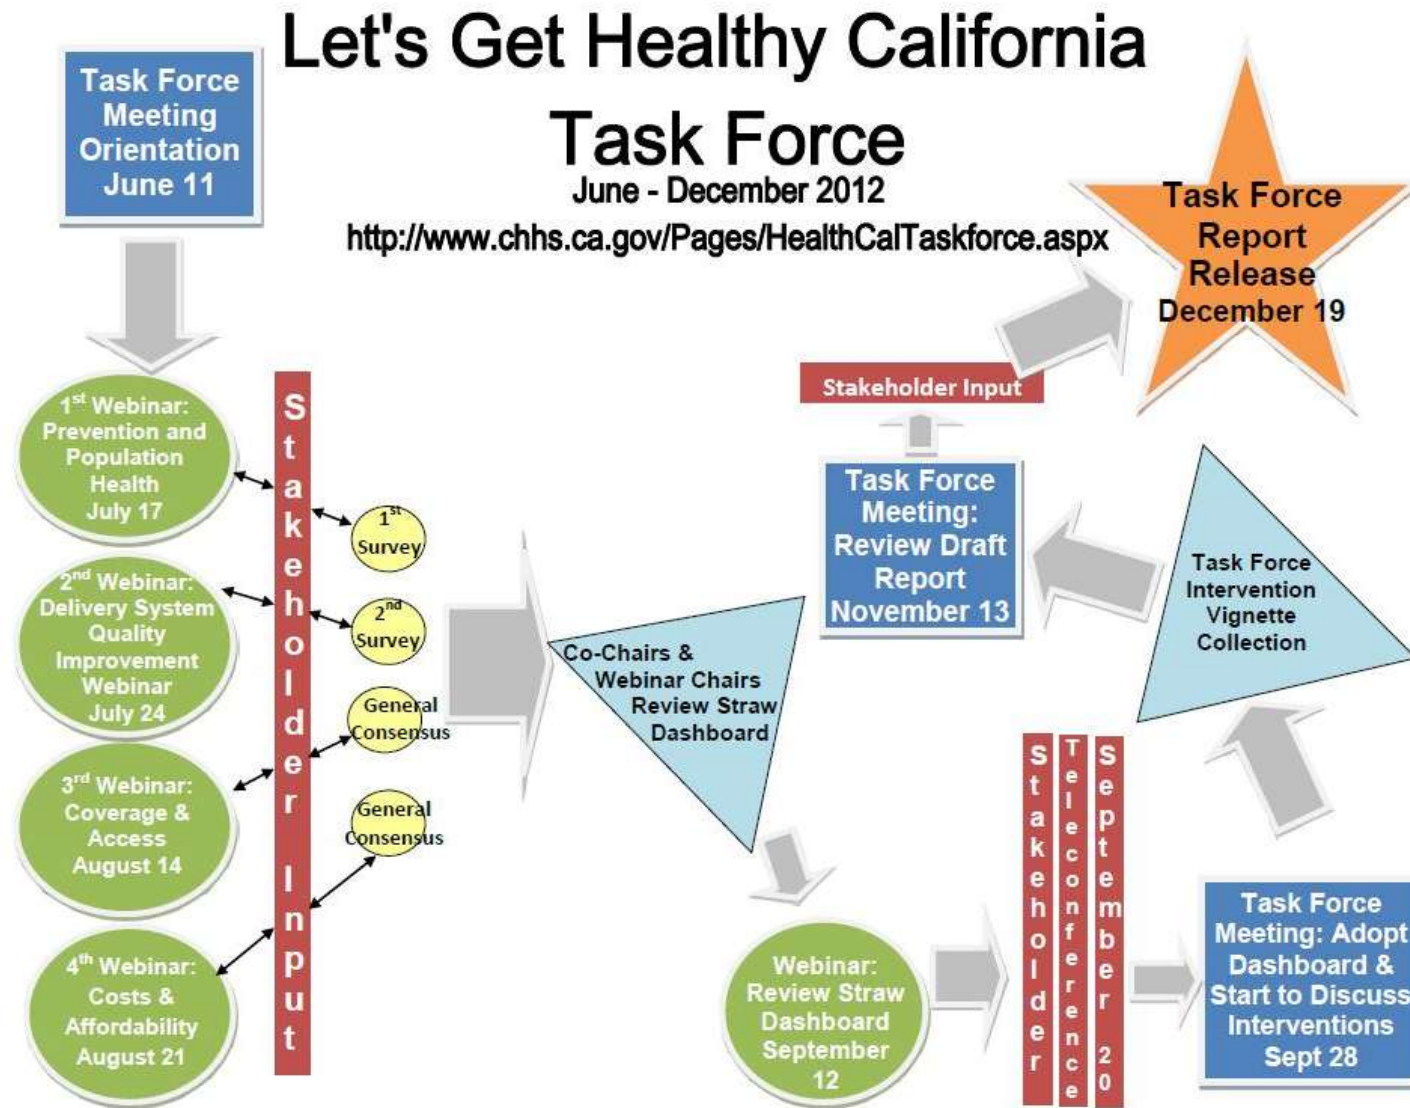 Let's Get Healthy California
Task Force
June - December 2012
http://www.chhs.ca.gov/Pages/HealthCalTaskforce.aspx
Task Force
Meeting
Orientation
June 11
1st Webinar:
Prevention and
Population
Health
July 17
2nd Webinar:
Delivery System
Quality
Improvement
Webinar
July 24
3rd Webinar:
Coverage &
Access
August 14
4th Webinar:
Costs &
Affordability
August 21
Stakeholder Input
1st
Survey
2nd
Survey
General
Consensus
General
Consensus
Co-Chairs &
Webinar Chairs
Review Straw
Dashboard
Webinar:
Review Straw
Dashboard
September
12
Stakeholder
Teleconference
September 20
Task Force
Meeting: Adopt
Dashboard &
Start to Discuss
Interventions
Sept 28
Task Force
Intervention
Vignette
Collection
Task Force
Meeting:
Review Draft
Report
November 13
Stakeholder Input
Task Force
Report
Release
December 19